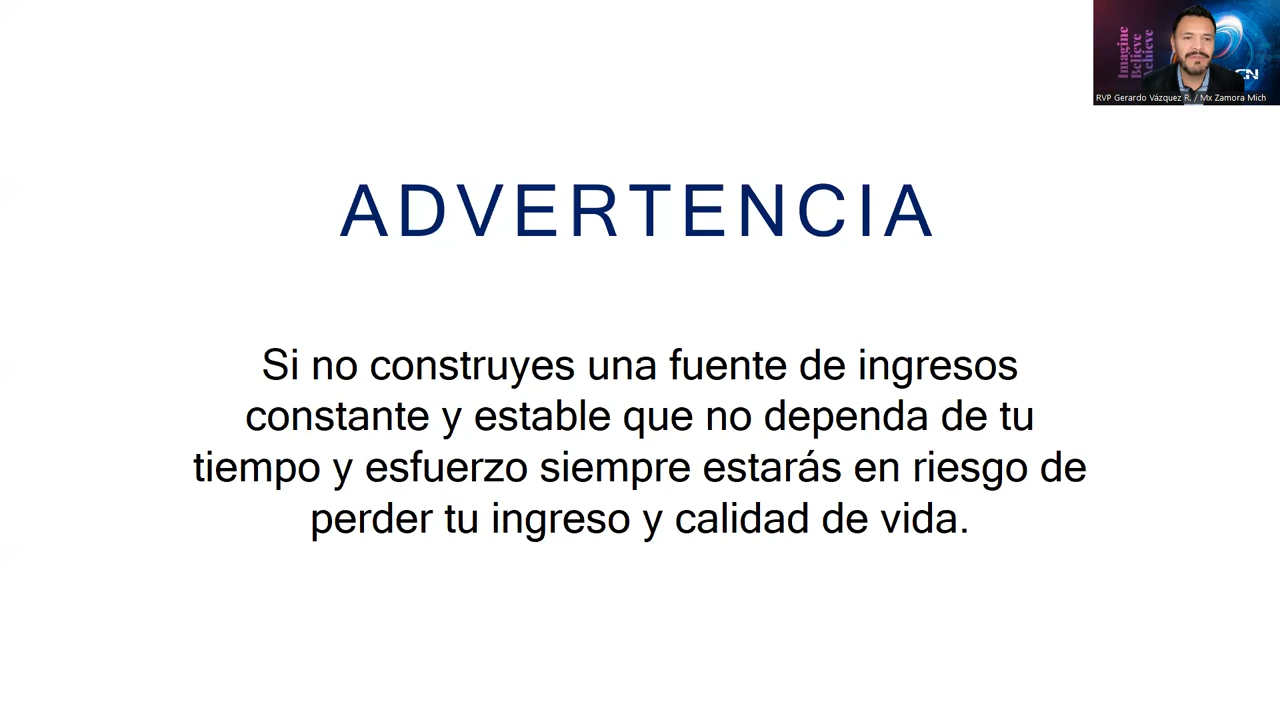 Imagine
Believe
Achieve
CN
RVP Gerardo Vázquez R. / Mx Zamora Mich
ADVERTENCIA
Si no construyes una fuente de ingresos
constante y estable que no dependa de tu
tiempo y esfuerzo siempre estarás en riesgo de
perder tu ingreso y calidad de vida.